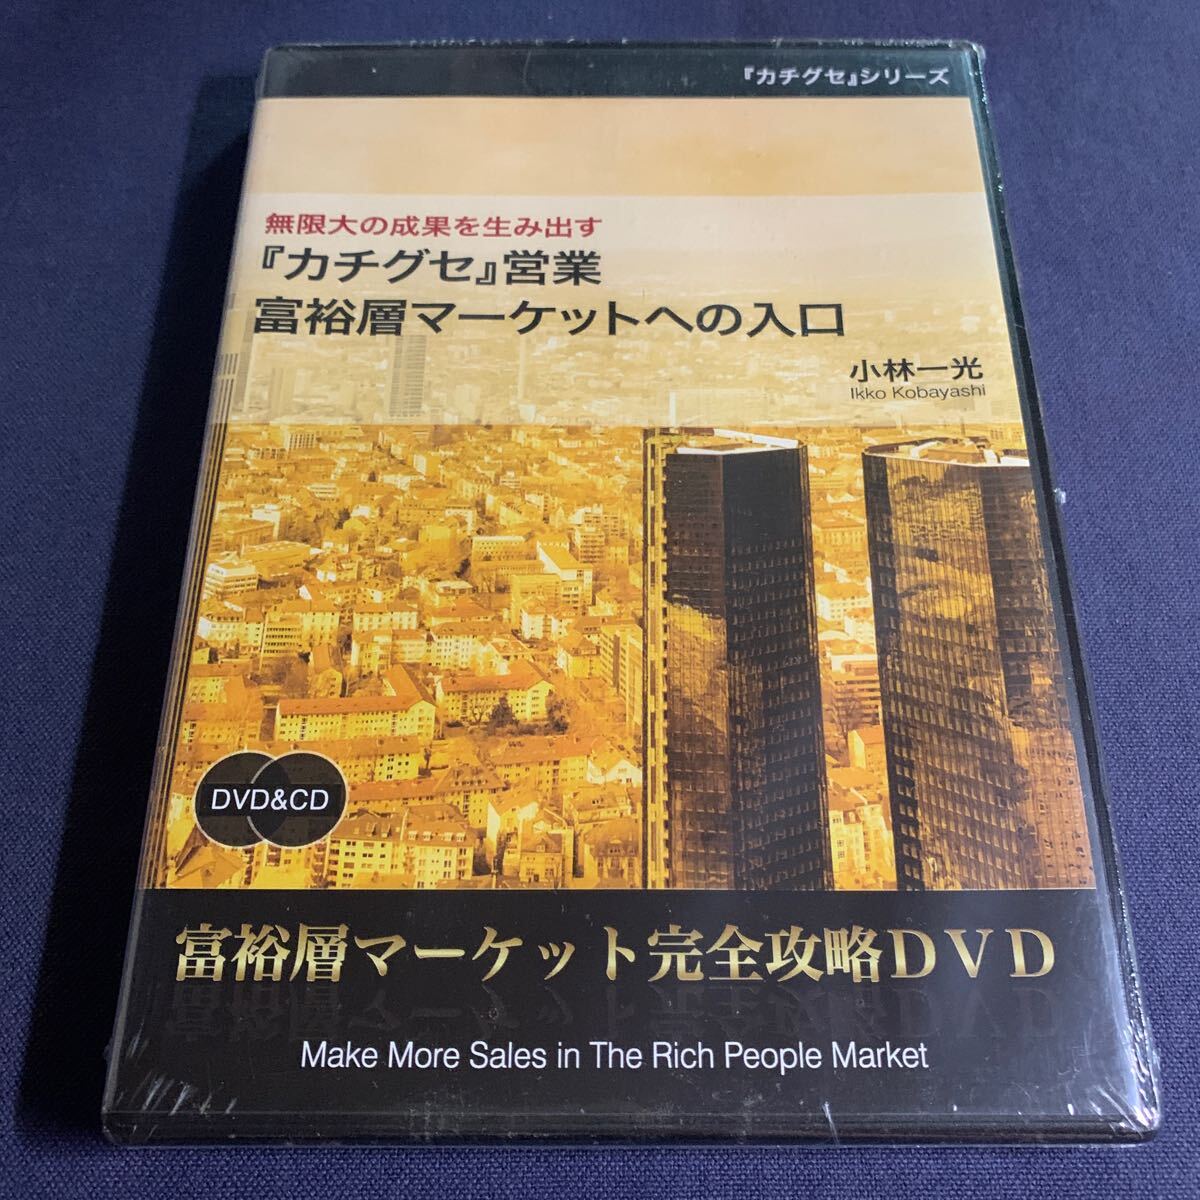 『カチグセ』シリーズ
無限大の成果を生み出す
『カチグセ』営業
富裕層マーケットへの入口
小林一光
Ikko Kobayashi
DVD&CD
富裕層マーケット完全攻略DVD
Make More Sales in The Rich People Market